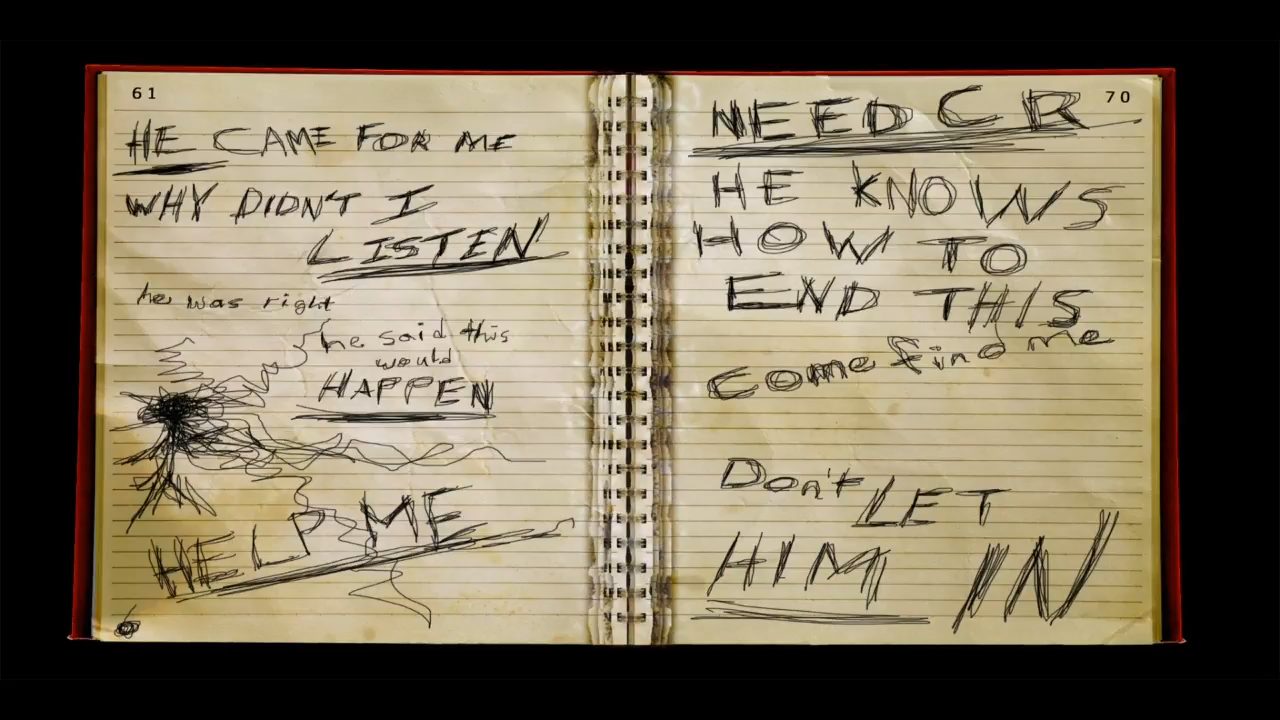 61
HE CAME FOR ME
WHY DIDN'T I
LISTEN
he was right
he said this
would
HAPPEN
HELP ME
70
NEED CR
HE KNOWS
HOW TO
END THIS
come find me
Don't LET
HIM IN